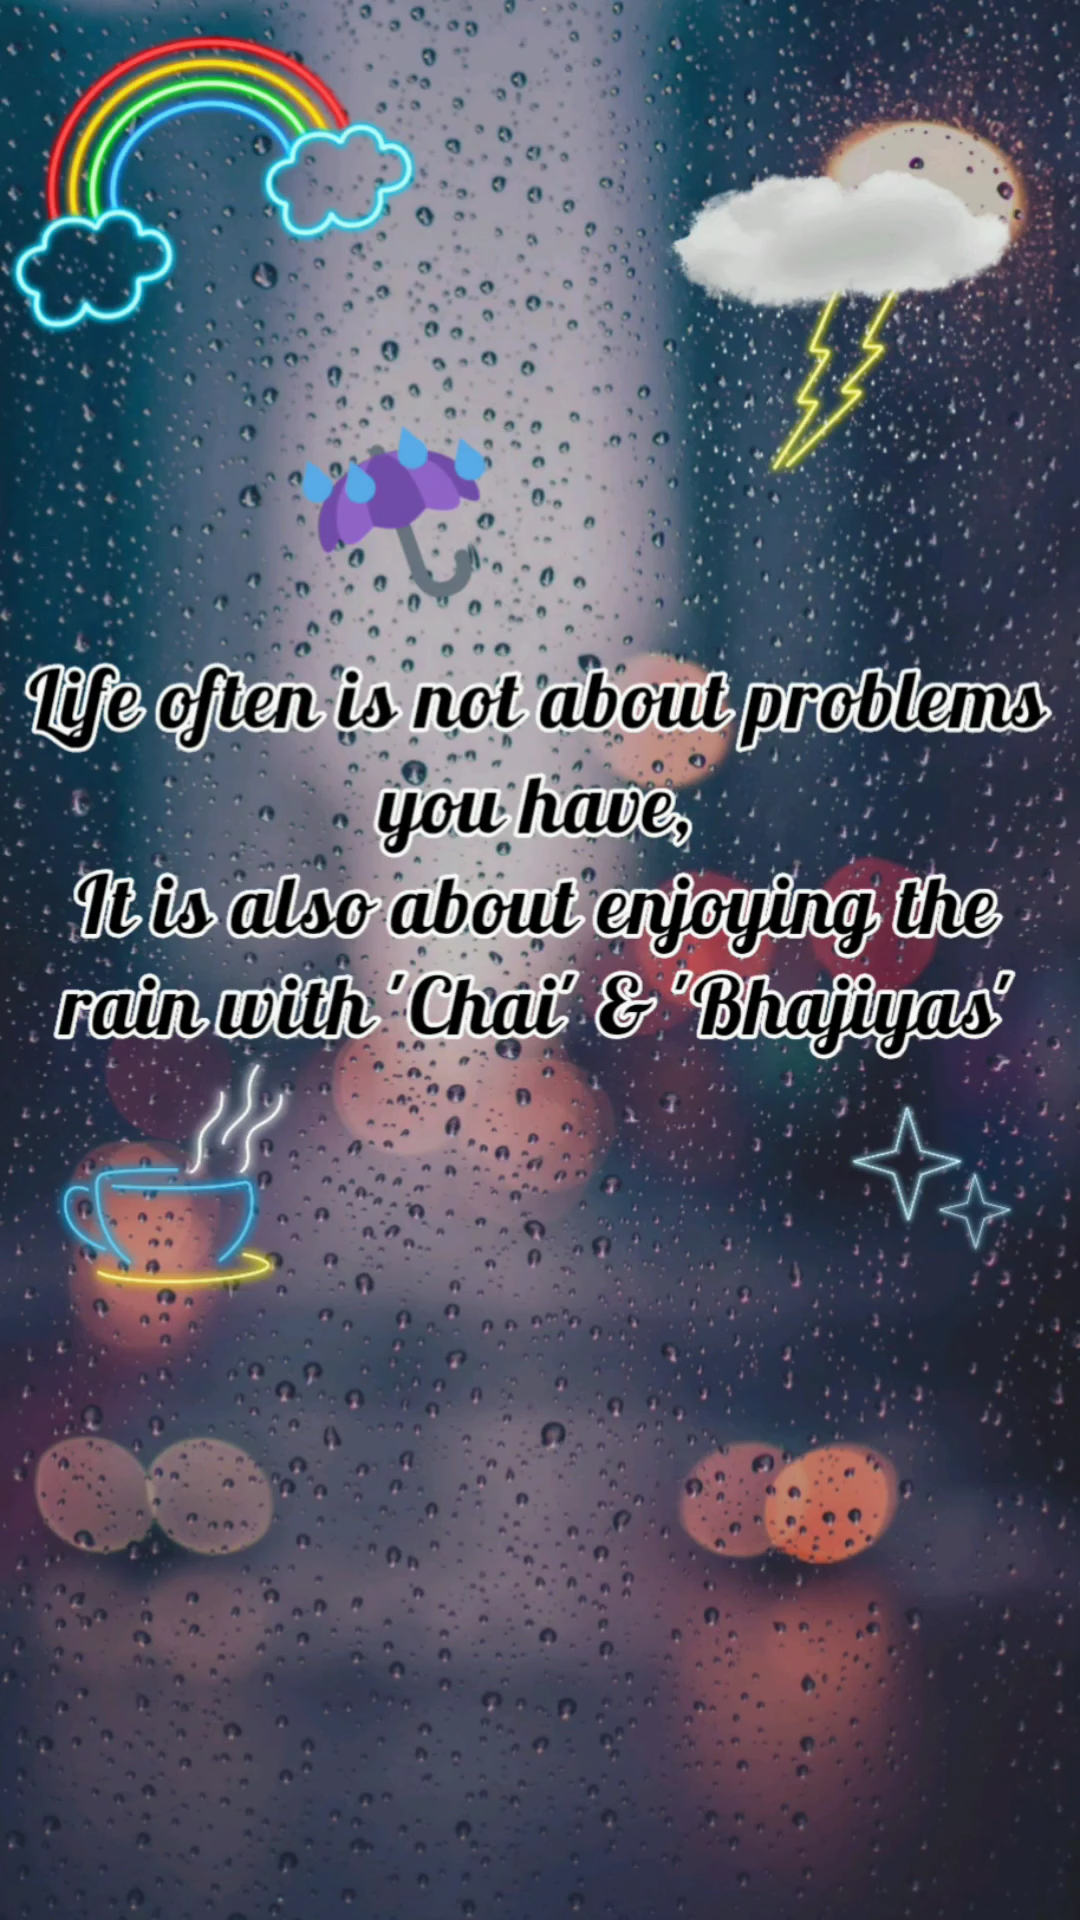 Life often is not about problems
you have,
It is also about enjoying the
rain with 'Chai' & 'Bhajiyas'